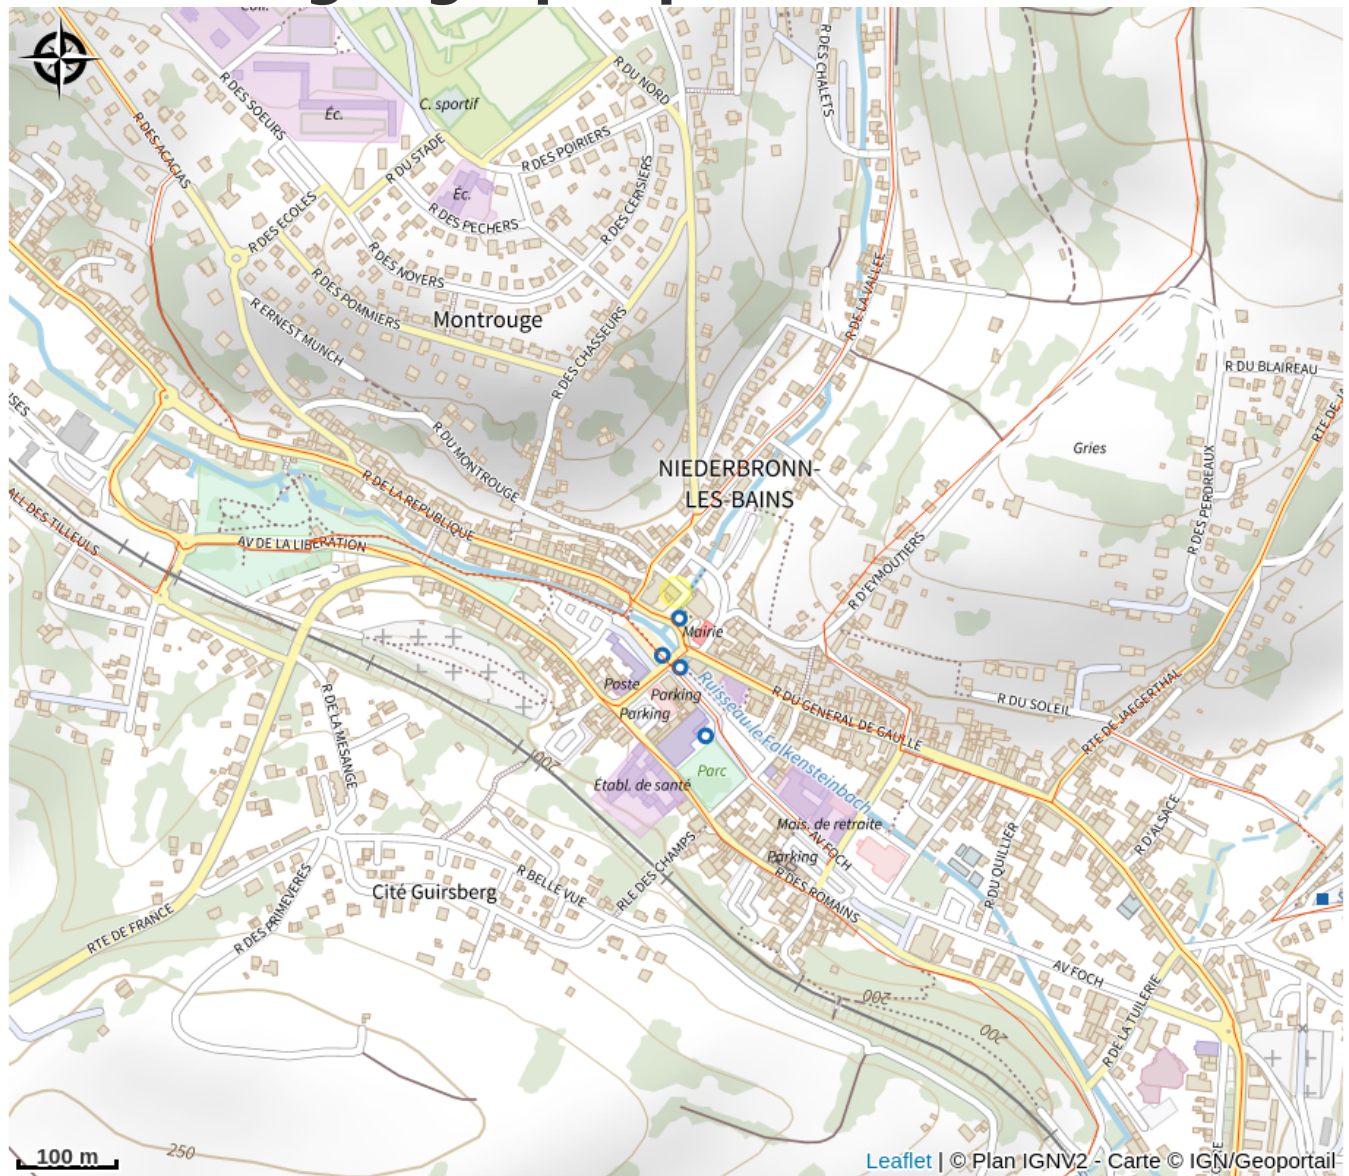 R DES SOEURS
Éc.
C. sportif
R DU NORD
R DES CHALETS
R DES ACACIAS
R DU STADE
R DES POIRIERS
Éc.
R DES CERISIERS
R DES ECOLES
R DES PECHERS
R DES NOYERS
R DES POMMIERS
R DE LA VALLEE
R ERNEST MUNCH
Montrouge
R DES CHASSEURS
R DU BLAIREAU
R DU MONTROUGE
Gries
NIEDERBRONN-
LES-BAINS
R DE LA REPUBLIQUE
R DES PERDREAUX
ALL DES TILLEULS
AV DE LA LIBERATION
R D'EYMOUTIERS
Mairie
Poste
Parking
Parking
Ruisseau le Falkensteinbach
R DU GENERAL DE GAULLE
R DU SOLEIL
RTE DE JAEGERTHAL
R DE LA MESANGE
100
Établ. de santé
Parc
Mais. de retraite
AV FOCH
Parking
R DES ROMAINS
R DU QUILLIER
R D'ALSACE
Cité Guirsberg
R BELLE VUE
RLE DES CHAMPS
RTE DE FRANCE
R DES PRIMEVERES
AV FOCH
200
200
R DE LA TUILERIE
250
100 m
Leaflet | © Plan IGNV2 - Carte © IGN/Geoportail